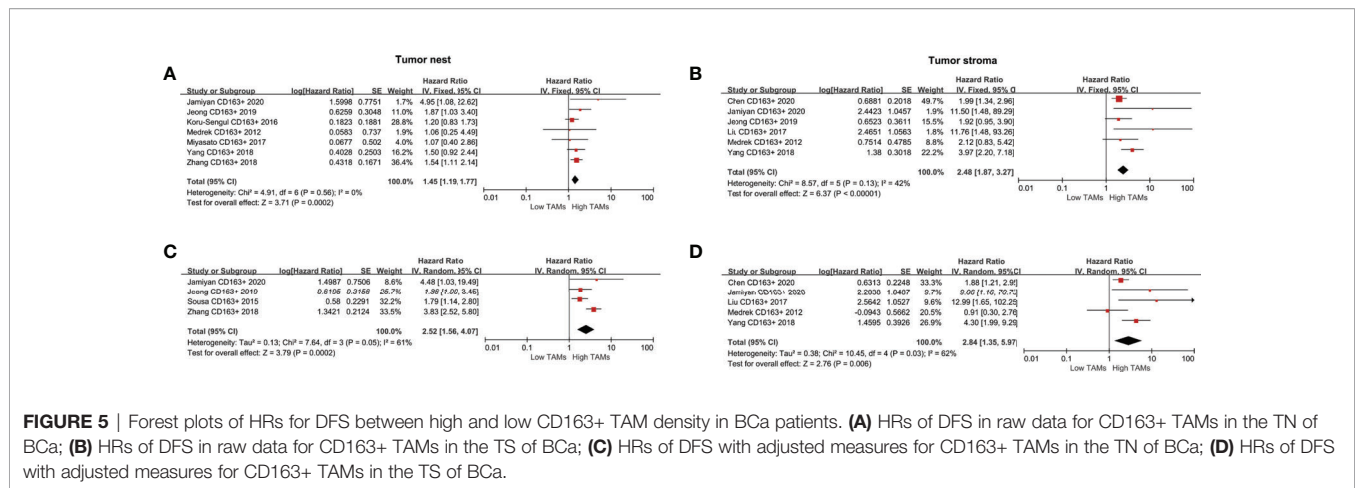 Tumor nest
A
Hazard Ratio Hazard Ratio
Study or Subgroup log[Hazard Ratio] SE Weight IV. Fixed. 95% CI IV. Fixed. 95% CI
Jamiyan CD163+ 2020 1.5998 0.7751 1.7% 4.95 [1.08, 22.62]
Jeong CD163+ 2019 0.6259 0.3048 11.0% 1.87 [1.03, 3.40]
Koru-Sengul CD163+ 2016 0.1823 0.1881 28.8% 1.20 [0.83, 1.73]
Medrek CD163+ 2012 0.0583 0.737 1.9% 1.06 [0.25, 4.49]
Miyasato CD163+ 2017 0.0677 0.502 4.0% 1.07 [0.40, 2.86]
Yang CD163+ 2018 0.4028 0.2503 16.2% 1.50 [0.92, 2.44]
Zhang CD163+ 2018 0.4318 0.1671 36.4% 1.54 [1.11, 2.14]
Total (95% CI) 100.0% 1.45 [1.19, 1.77]
Heterogeneity: Chi² = 4.91, df = 6 (P = 0.56); I² = 0%
Test for overall effect: Z = 3.71 (P = 0.0002)
0.01 0.1 1 10 100
Low TAMs High TAMs
Tumor stroma
B
Hazard Ratio Hazard Ratio
Study or Subgroup log[Hazard Ratio] SE Weight IV. Fixed. 95% CI IV. Fixed. 95% CI
Chen CD163+ 2020 0.6881 0.2018 49.7% 1.99 [1.34, 2.96]
Jamiyan CD163+ 2020 2.4423 1.0457 1.9% 11.50 [1.48, 89.29]
Jeong CD163+ 2019 0.6523 0.3611 15.5% 1.92 [0.95, 3.90]
Liu CD163+ 2017 2.4651 1.0563 1.8% 11.76 [1.48, 93.26]
Medrek CD163+ 2012 0.7514 0.4785 8.8% 2.12 [0.83, 5.42]
Yang CD163+ 2018 1.38 0.3018 22.2% 3.97 [2.20, 7.18]
Total (95% CI) 100.0% 2.48 [1.87, 3.27]
Heterogeneity: Chi² = 8.57, df = 5 (P = 0.13); I² = 42%
Test for overall effect: Z = 6.37 (P < 0.00001)
0.01 0.1 1 10 100
Low TAMs High TAMs
C
Hazard Ratio Hazard Ratio
Study or Subgroup log[Hazard Ratio] SE Weight IV. Random. 95% CI IV. Random. 95% CI
Jamiyan CD163+ 2020 1.4987 0.7506 8.6% 4.48 [1.03, 19.49]
Jeong CD163+ 2019 25.7%
Sousa CD163+ 2015 0.58 0.2291 32.2% 1.79 [1.14, 2.80]
Zhang CD163+ 2018 1.3421 0.2124 33.5% 3.83 [2.52, 5.80]
Total (95% CI) 100.0% 2.52 [1.56, 4.07]
Heterogeneity: Tau² = 0.13; Chi² = 7.64, df = 3 (P = 0.05); I² = 61%
Test for overall effect: Z = 3.79 (P = 0.0002)
0.01 0.1 1 10 100
Low TAMs High TAMs
D
Hazard Ratio Hazard Ratio
Study or Subgroup log[Hazard Ratio] SE Weight IV. Random. 95% CI IV. Random. 95% CI
Chen CD163+ 2020 0.6313 0.2248 33.3% 1.88 [1.21, 2.95]
Jamiyan CD163+ 2020 1.0407 9.7%
Liu CD163+ 2017 2.5642 1.0527 9.6% 12.99 [1.65, 102.25]
Medrek CD163+ 2012 -0.0943 0.5662 20.5% 0.91 [0.30, 2.76]
Yang CD163+ 2018 1.4595 0.3926 26.9% 4.30 [1.99, 9.29]
Total (95% CI) 100.0% 2.84 [1.35, 5.97]
Heterogeneity: Tau² = 0.38; Chi² = 10.45, df = 4 (P = 0.03); I² = 62%
Test for overall effect: Z = 2.76 (P = 0.006)
0.01 0.1 1 10 100
Low TAMs High TAMs
FIGURE 5 | Forest plots of HRs for DFS between high and low CD163+ TAM density in BCa patients. (A) HRs of DFS in raw data for CD163+ TAMs in the TN of
BCa; (B) HRs of DFS in raw data for CD163+ TAMs in the TS of BCa; (C) HRs of DFS with adjusted measures for CD163+ TAMs in the TN of BCa; (D) HRs of DFS
with adjusted measures for CD163+ TAMs in the TS of BCa.